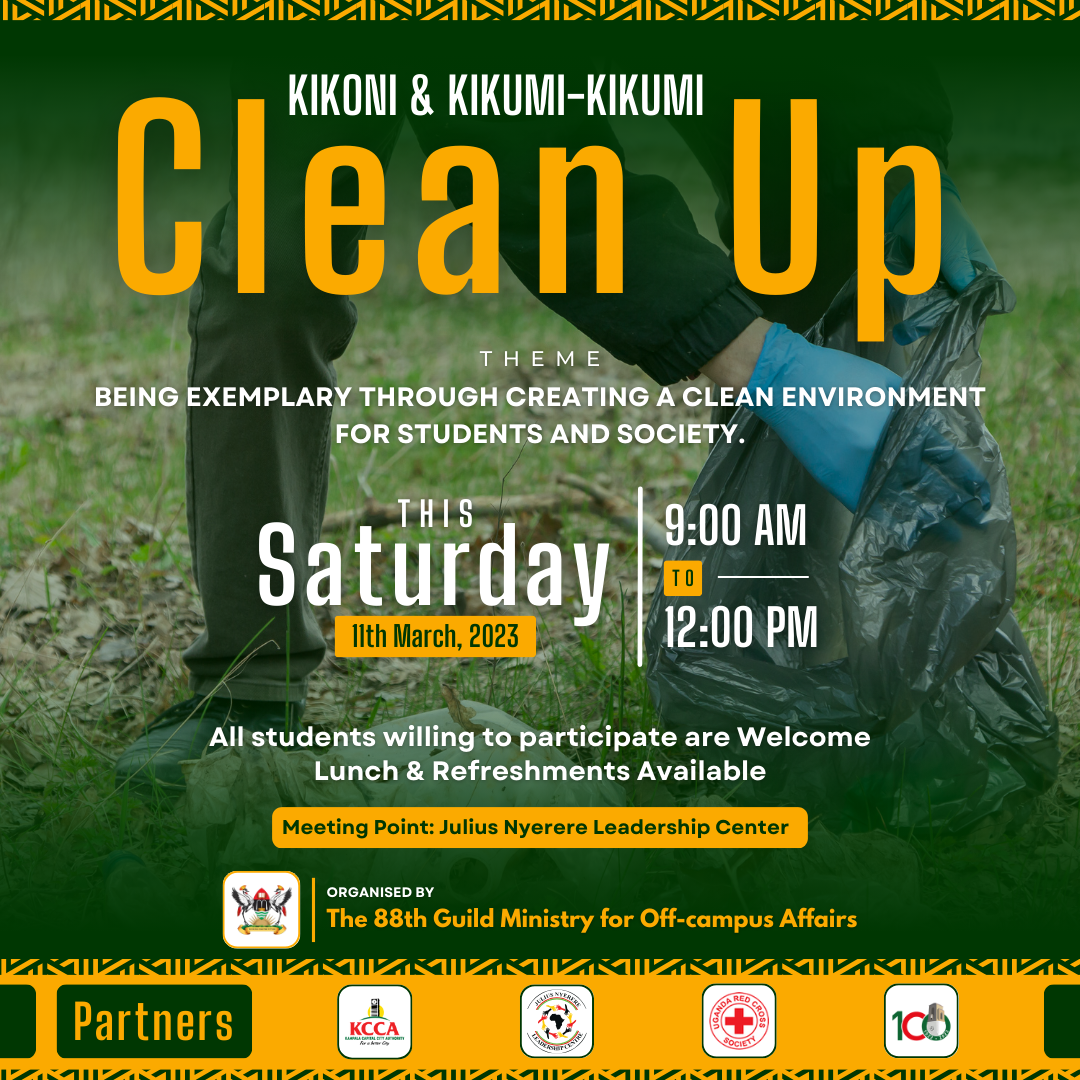 KIKONI & KIKUMI-KIKUMI
Clean Up
THEME
BEING EXEMPLARY THROUGH CREATING A CLEAN ENVIRONMENT
FOR STUDENTS AND SOCIETY.
THIS
Saturday
11th March, 2023
9:00 AM
TO
12:00 PM
All students willing to participate are Welcome
Lunch & Refreshments Available
Meeting Point: Julius Nyerere Leadership Center
ORGANISED BY
The 88th Guild Ministry for Off-campus Affairs
Partners
KCCA
KAMPALA CAPITAL CITY AUTHORITY
For a better City
JULIUS NYERERE
LEADERSHIP CENTRE
UGANDA RED CROSS
SOCIETY
100